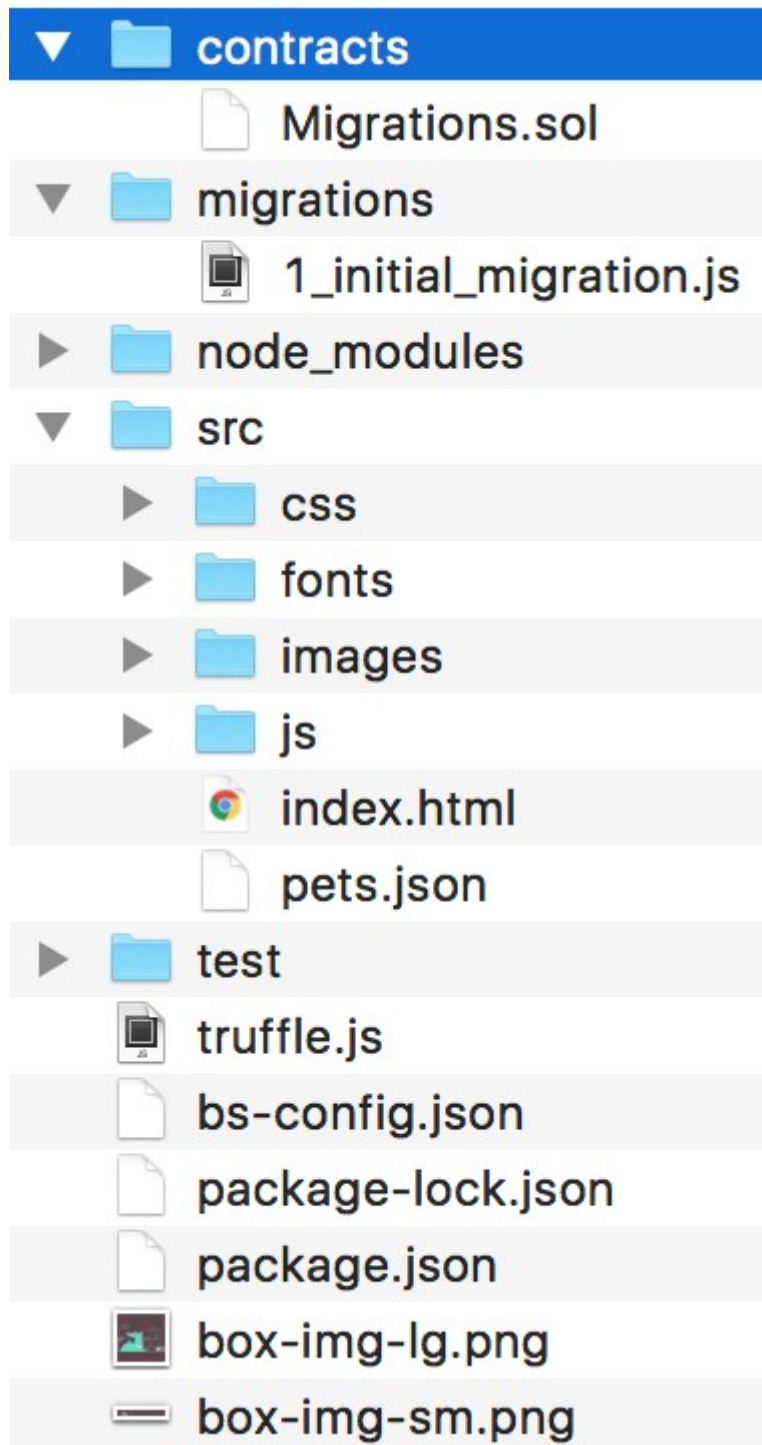 contracts
Migrations.sol
migrations
1_initial_migration.js
node_modules
src
css
fonts
images
js
index.html
pets.json
test
truffle.js
bs-config.json
package-lock.json
package.json
box-img-lg.png
box-img-sm.png